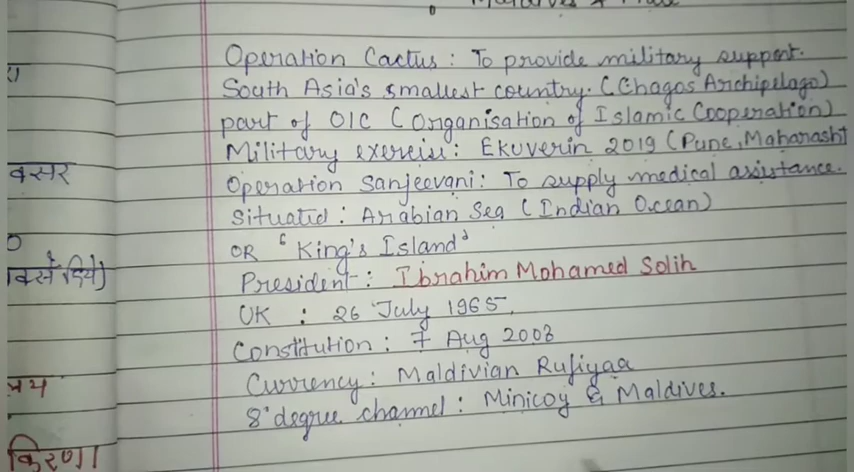 Operation Cactus : To provide military support.
South Asia's smallest country. (Chagos Archipelago)
part of OIC (Organisation of Islamic Cooperation)
Military exercise : Ekuverin 2019 (Pune, Maharasht
बसर
Operation Sanjeevani : To supply medical assistance.
Situated : Arabian Sea (Indian Ocean)
OR "King's Island"
President : Ibrahim Mohamed Solih
UK : 26 July 1965.
Constitution : 7 Aug 2008
Currency : Maldivian Rufiyaa
8° degree channel : Minicoy & Maldives.
किरण।